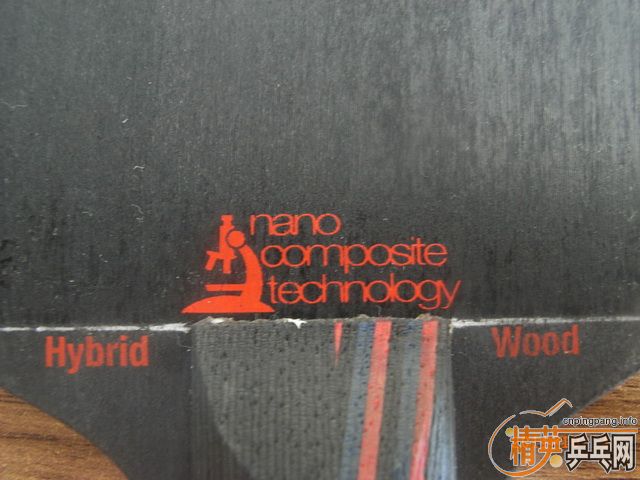 nano
composite
technology
Hybrid
Wood
cnpingpang.info
精英乒乓网